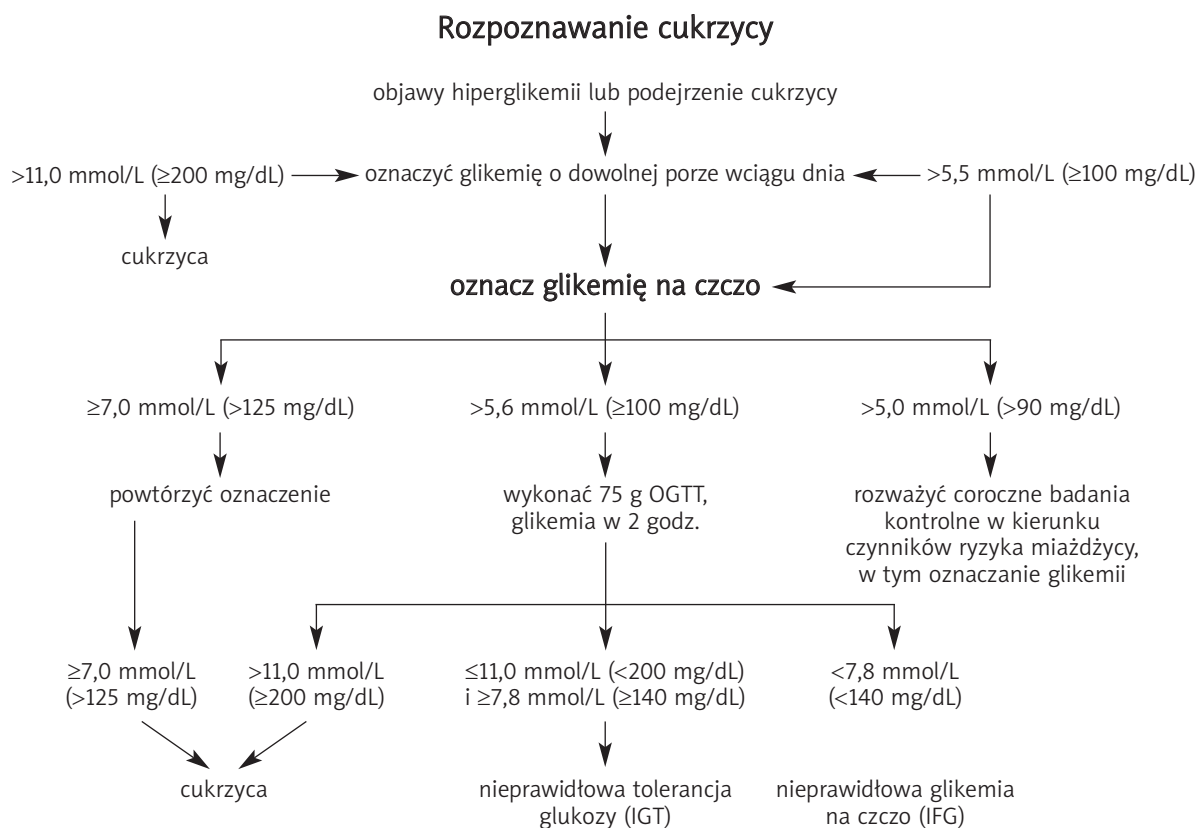 Rozpoznawanie cukrzycy
objawy hiperglikemii lub podejrzenie cukrzycy
>11,0 mmol/L (≥200 mg/dL)
oznaczyć glikemię o dowolnej porze wciągu dnia
>5,5 mmol/L (≥100 mg/dL)
cukrzyca
oznacz glikemię na czczo
≥7,0 mmol/L (>125 mg/dL)
>5,6 mmol/L (≥100 mg/dL)
>5,0 mmol/L (>90 mg/dL)
powtórzyć oznaczenie
wykonać 75 g OGTT,
glikemia w 2 godz.
rozważyć coroczne badania
kontrolne w kierunku
czynników ryzyka miażdżycy,
w tym oznaczanie glikemii
≥7,0 mmol/L
(>125 mg/dL)
>11,0 mmol/L
(≥200 mg/dL)
≤11,0 mmol/L (<200 mg/dL)
i ≥7,8 mmol/L (≥140 mg/dL)
<7,8 mmol/L
(<140 mg/dL)
cukrzyca
nieprawidłowa tolerancja
glukozy (IGT)
nieprawidłowa glikemia
na czczo (IFG)